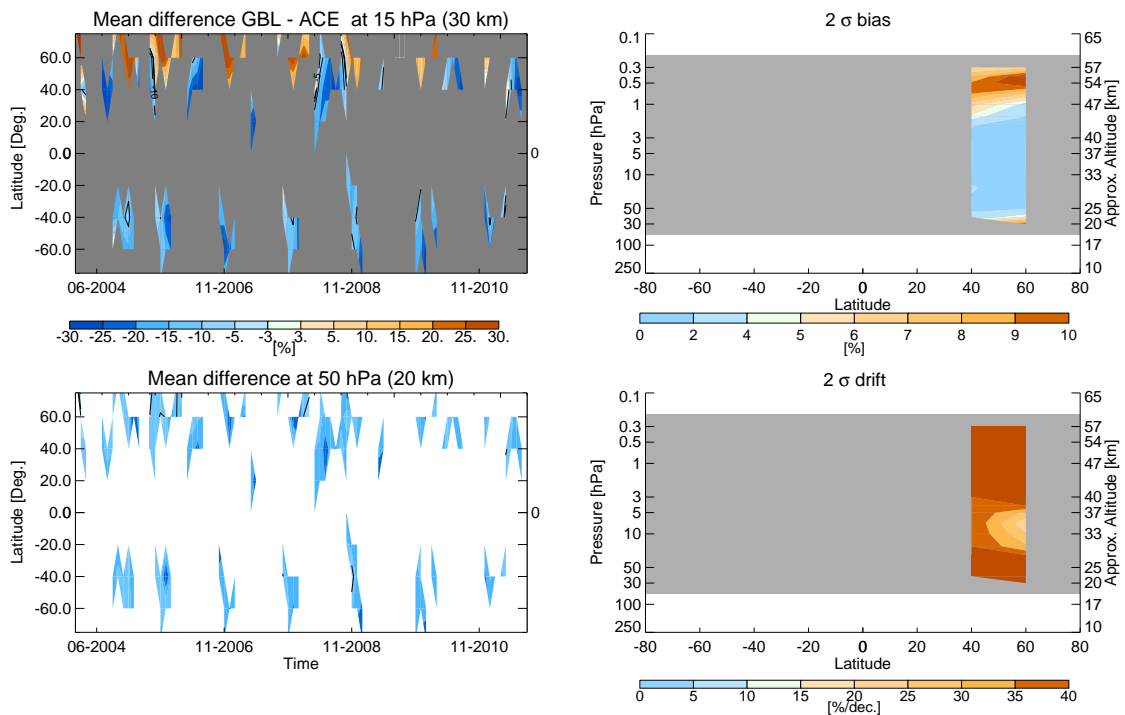 Mean difference GBL - ACE at 15 hPa (30 km)
Latitude [Deg.]
60.0
40.0
20.0
0.0
0
-20.0
-40.0
-60.0
06-2004 11-2006 11-2008 11-2010
-30. -25. -20. -15. -10. -5. -3. 3. 5. 10. 15. 20. 25. 30.
[%]
2 σ bias
Pressure [hPa]
0.1
0.3
0.5
1
3
5
10
50
30
100
250
65
57
54
47
40
37
33
25
20
17
10
Approx. Altitude [km]
-80 -60 -40 -20 0 20 40 60 80
Latitude
0 2 4 5 6 7 8 9 10
[%]
Mean difference at 50 hPa (20 km)
Latitude [Deg.]
60.0
40.0
20.0
0.0
0
-20.0
-40.0
-60.0
06-2004 11-2006 11-2008 11-2010
Time
2 σ drift
Pressure [hPa]
0.1
0.3
0.5
1
3
5
10
50
30
100
250
65
57
54
47
40
37
33
25
20
17
10
Approx. Altitude [km]
-80 -60 -40 -20 0 20 40 60 80
Latitude
0 5 10 15 20 25 30 35 40
[%/dec.]